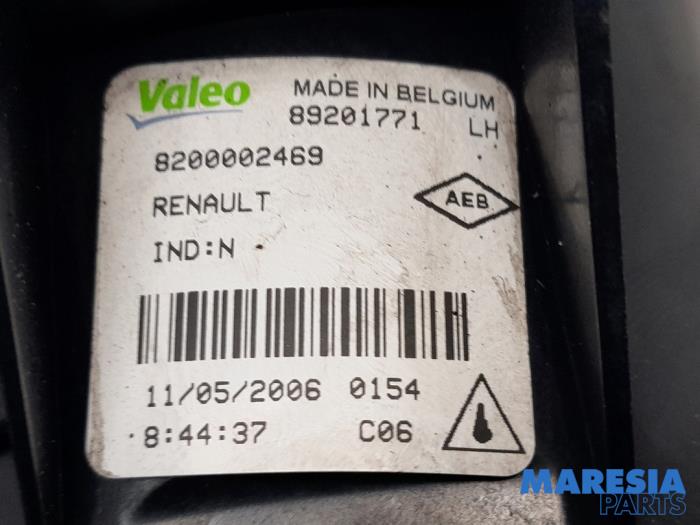 Valeo
MADE IN BELGIUM
89201771 LH
8200002469
RENAULT
AEB
IND:N
11/05/2006 0154
8:44:37 C06
MARESIA
PARTS